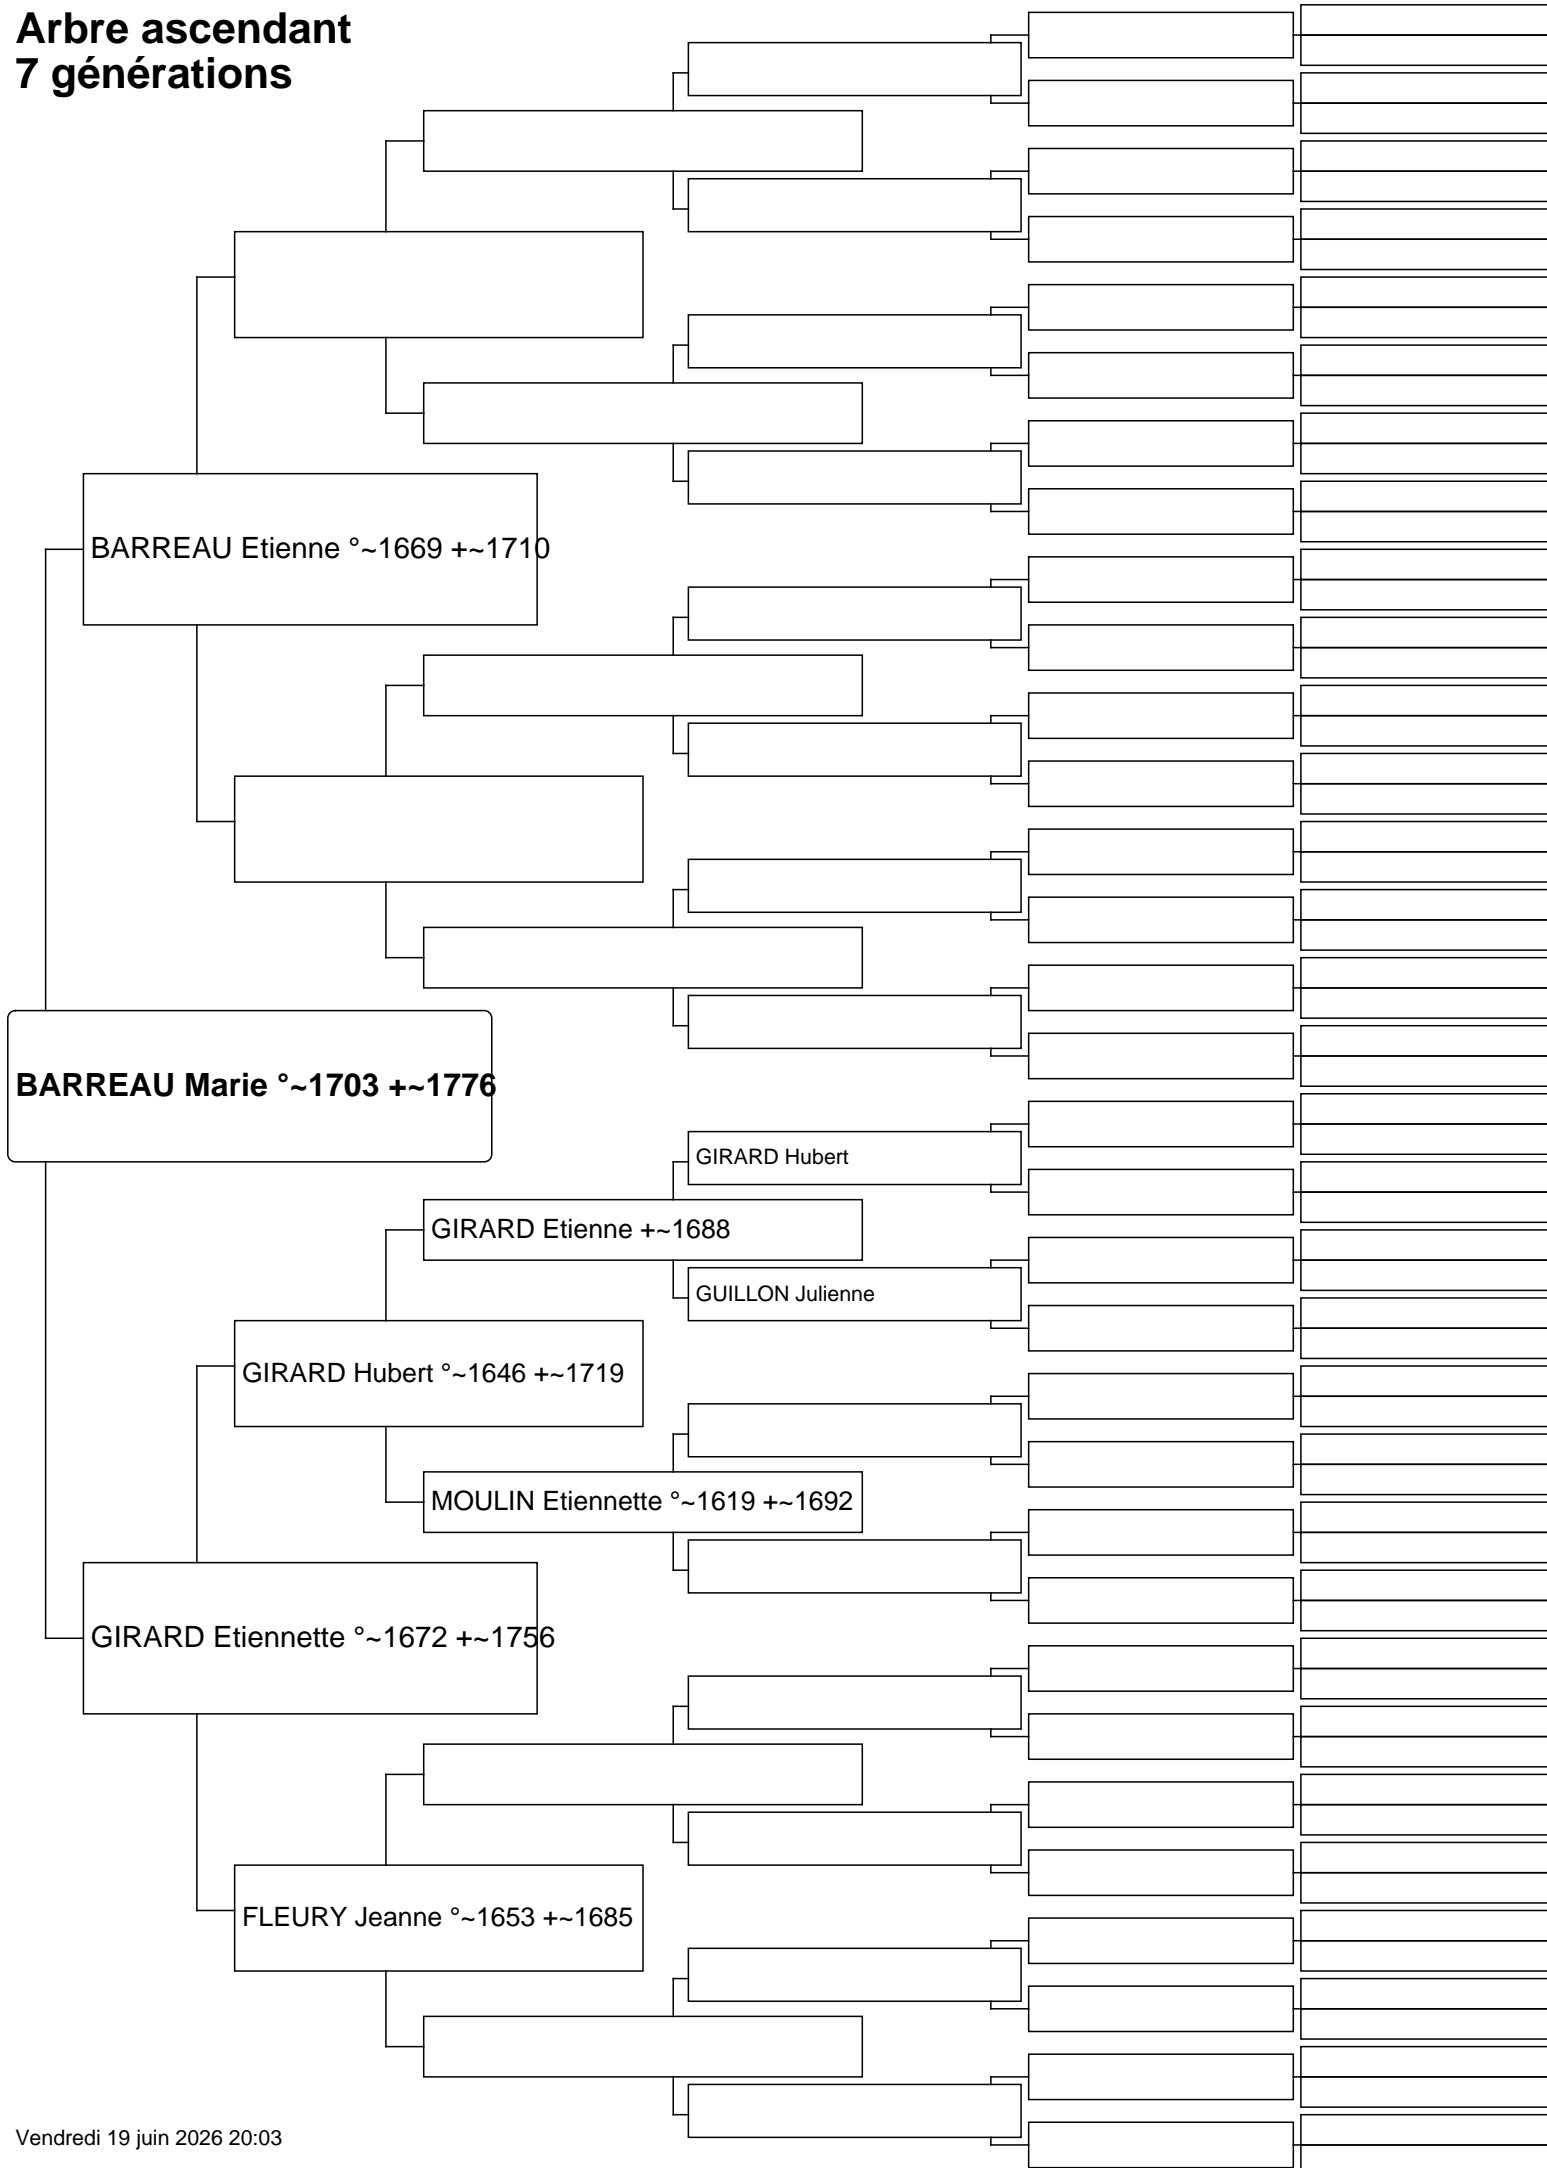 Arbre ascendant
7 générations
BARREAU Etienne °~1669 +~1710
BARREAU Marie °~1703 +~1776
GIRARD Hubert
GIRARD Etienne +~1688
GUILLON Julienne
GIRARD Hubert °~1646 +~1719
MOULIN Etiennette °~1619 +~1692
GIRARD Etiennette °~1672 +~1756
FLEURY Jeanne °~1653 +~1685
Vendredi 19 juin 2026 20:03